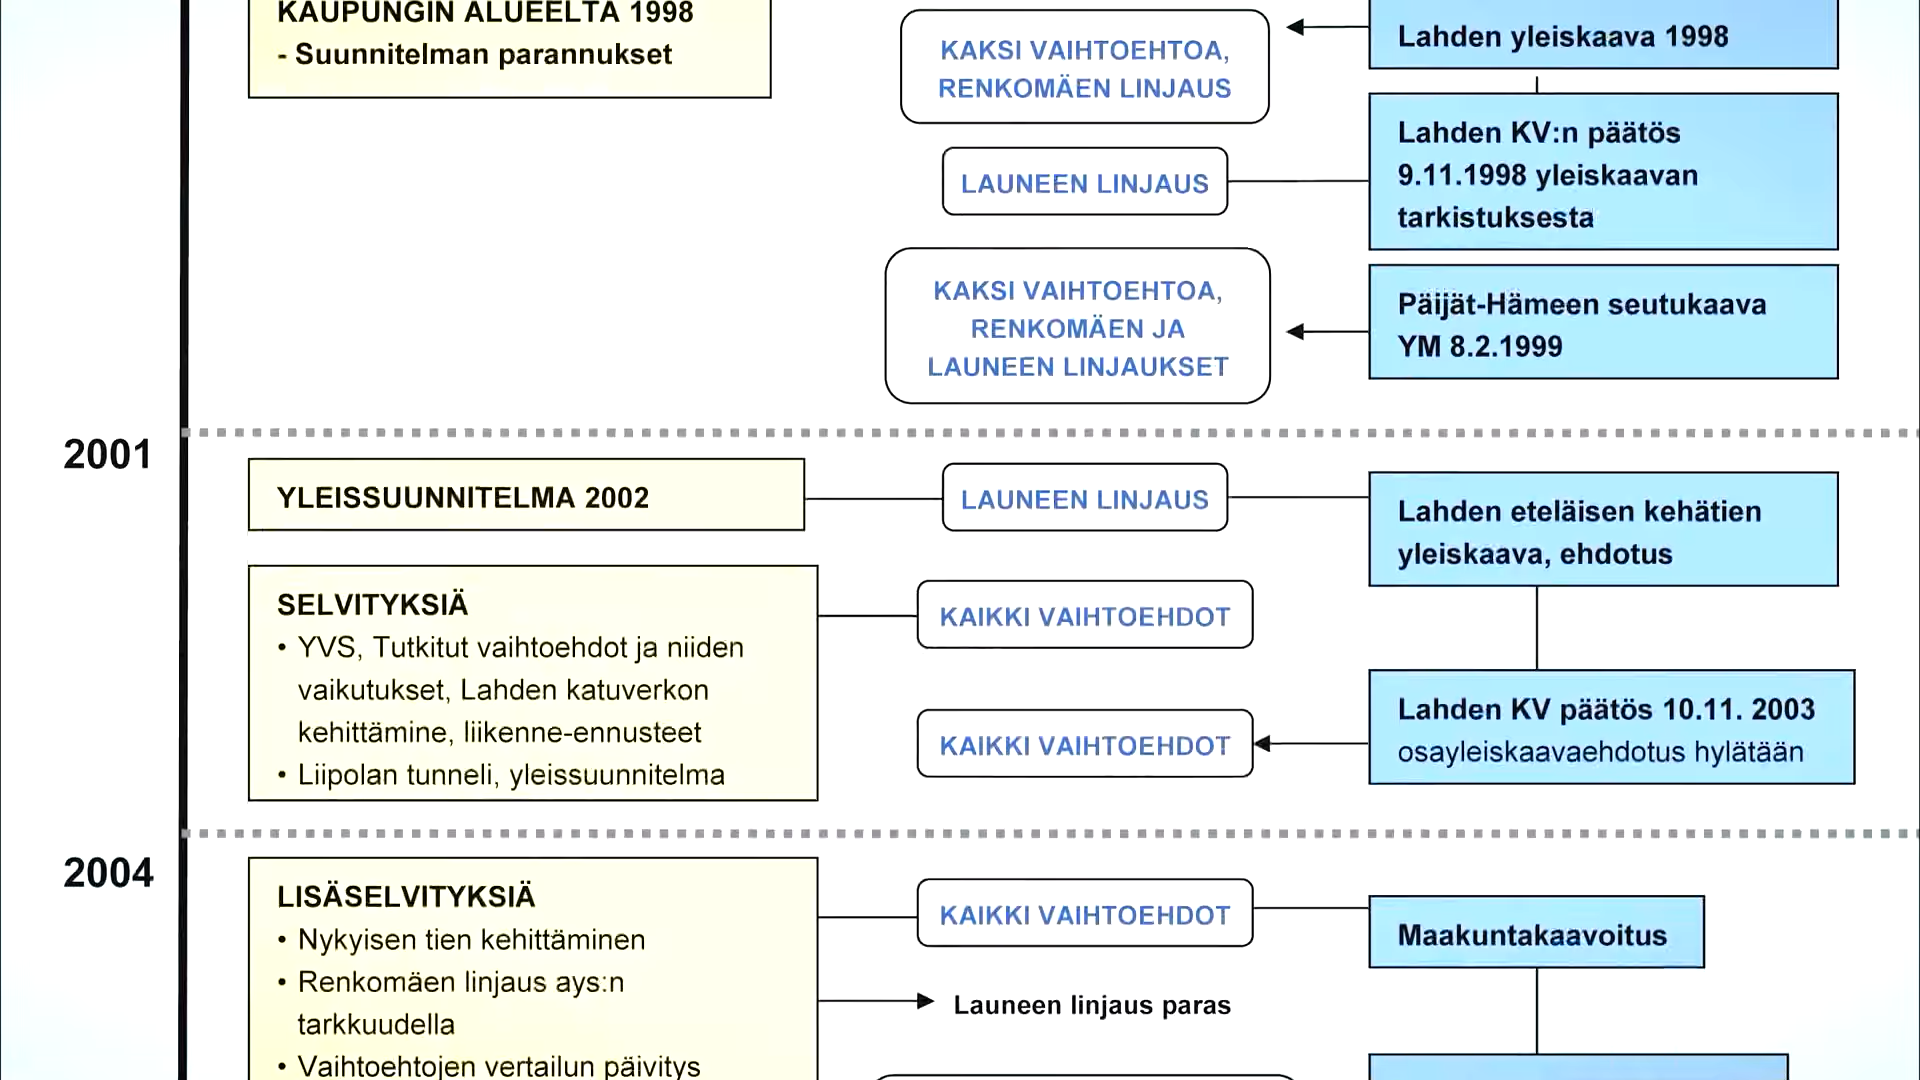 KAUPUNGIN ALUEELTA 1998
- Suunnitelman parannukset
KAKSI VAIHTOEHTOA,
RENKOMÄEN LINJAUS
Lahden yleiskaava 1998
LAUNEEN LINJAUS
Lahden KV:n päätös
9.11.1998 yleiskaavan
tarkistuksesta
KAKSI VAIHTOEHTOA,
RENKOMÄEN JA
LAUNEEN LINJAUKSET
Päijät-Hämeen seutukaava
YM 8.2.1999
2001
YLEISSUUNNITELMA 2002
LAUNEEN LINJAUS
Lahden eteläisen kehätien
yleiskaava, ehdotus
SELVITYKSIÄ
• YVS, Tutkitut vaihtoehdot ja niiden
vaikutukset, Lahden katuverkon
kehittäminen, liikenne-ennusteet
• Liipolan tunneli, yleissuunnitelma
KAIKKI VAIHTOEHDOT
KAIKKI VAIHTOEHDOT
Lahden KV päätös 10.11. 2003
osayleiskaavaehdotus hylätään
2004
LISÄSELVITYKSIÄ
• Nykyisen tien kehittäminen
• Renkomäen linjaus ays:n
tarkkuudella
• Vaihtoehtojen vertailun päivitys
KAIKKI VAIHTOEHDOT
Launeen linjaus paras
Maakuntakaavoitus